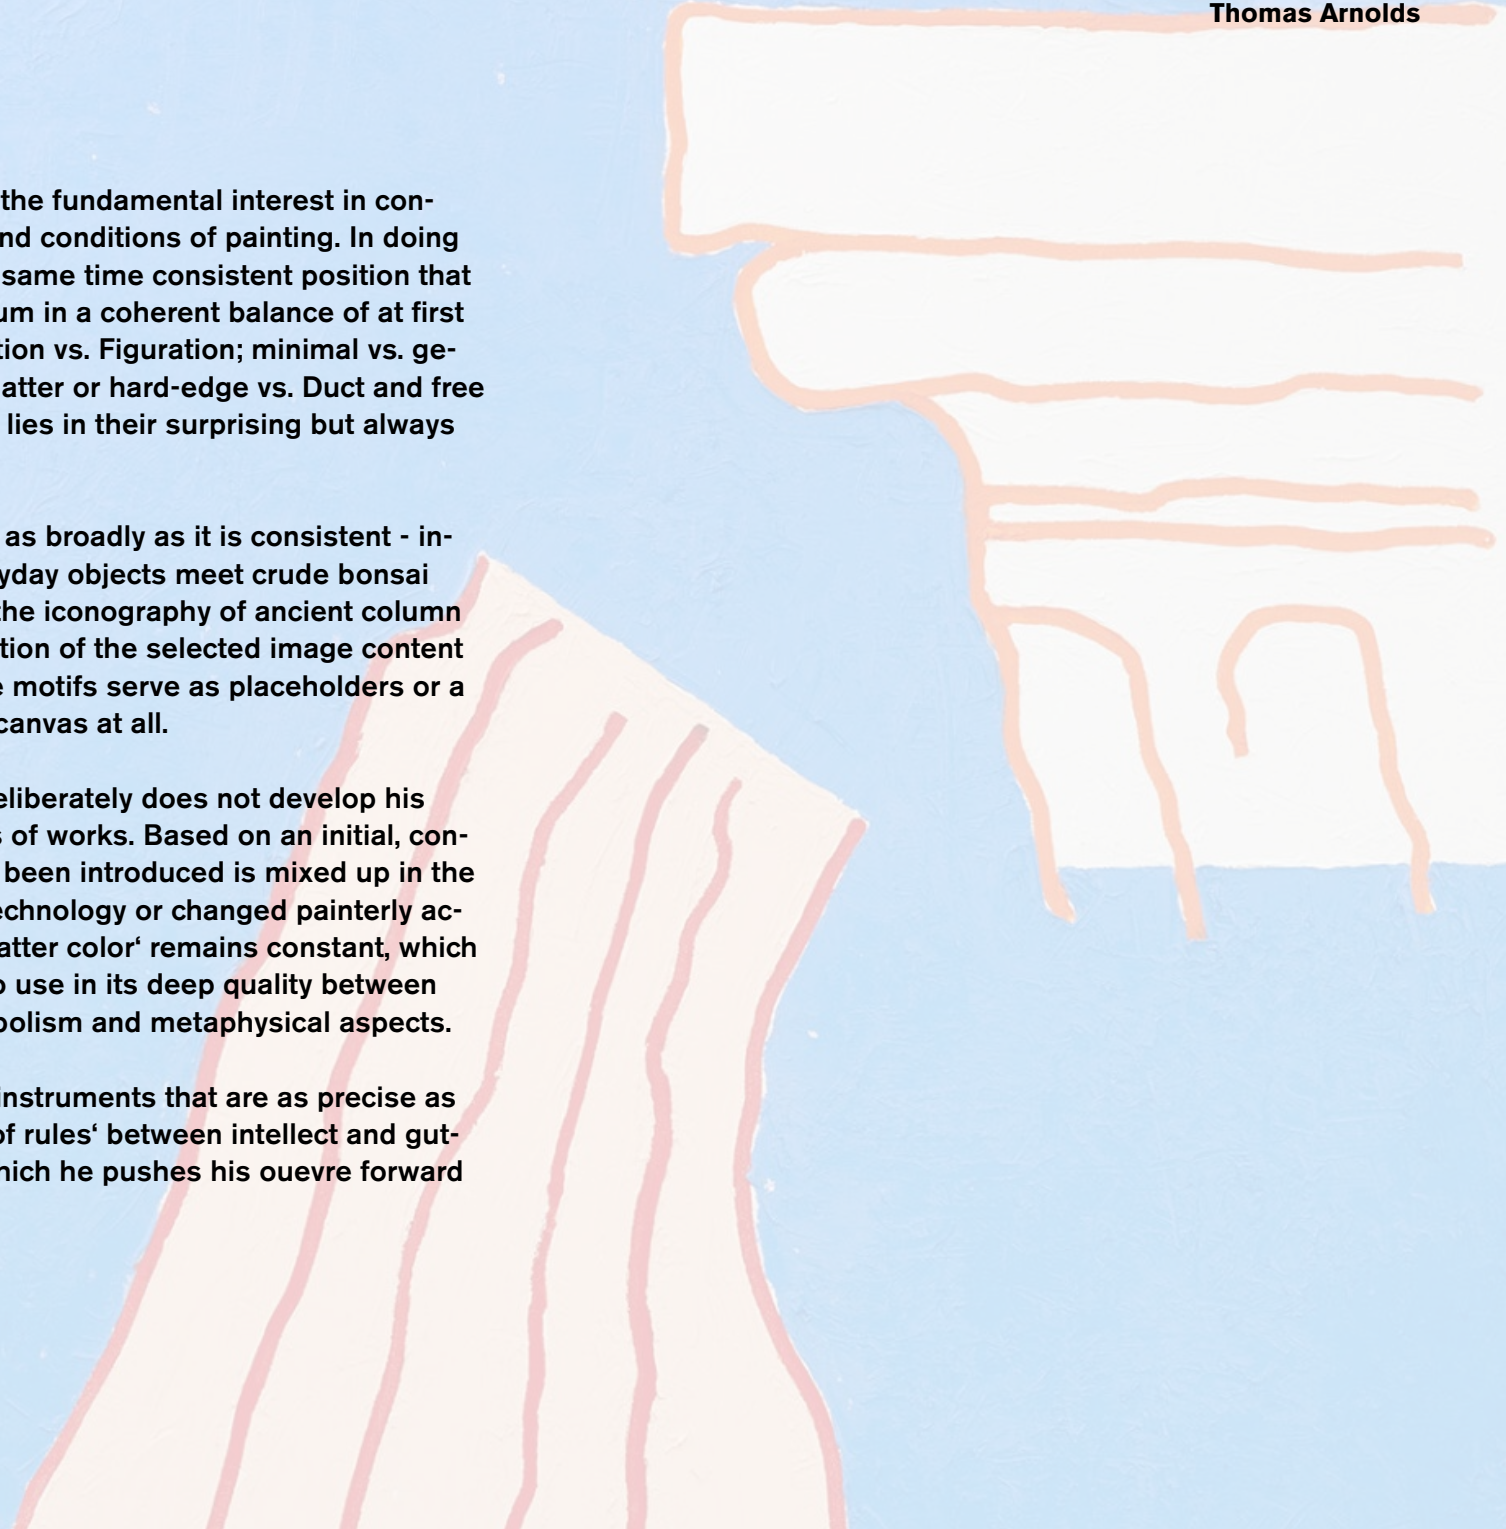 Thomas Arnolds
the fundamental interest in con-
nd conditions of painting. In doing
same time consistent position that
um in a coherent balance of at first
tion vs. Figuration; minimal vs. ge-
atter or hard-edge vs. Duct and free
lies in their surprising but always
as broadly as it is consistent - in-
yday objects meet crude bonsai
the iconography of ancient column
tion of the selected image content
e motifs serve as placeholders or a
canvas at all.
eliberately does not develop his
s of works. Based on an initial, con-
been introduced is mixed up in the
echnology or changed painterly ac-
atter color‘ remains constant, which
o use in its deep quality between
bolism and metaphysical aspects.
instruments that are as precise as
of rules‘ between intellect and gut-
hich he pushes his ouevre forward